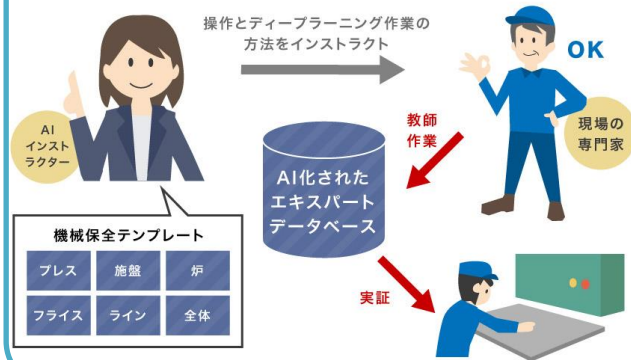 操作とディープラーニング作業の
方法をインストラクト
OK
AI
インスト
ラクター
教師
作業
現場の
専門家
AI化された
エキスパート
データベース
機械保全テンプレート
プレス
施盤
炉
フライス
ライン
全体
実証